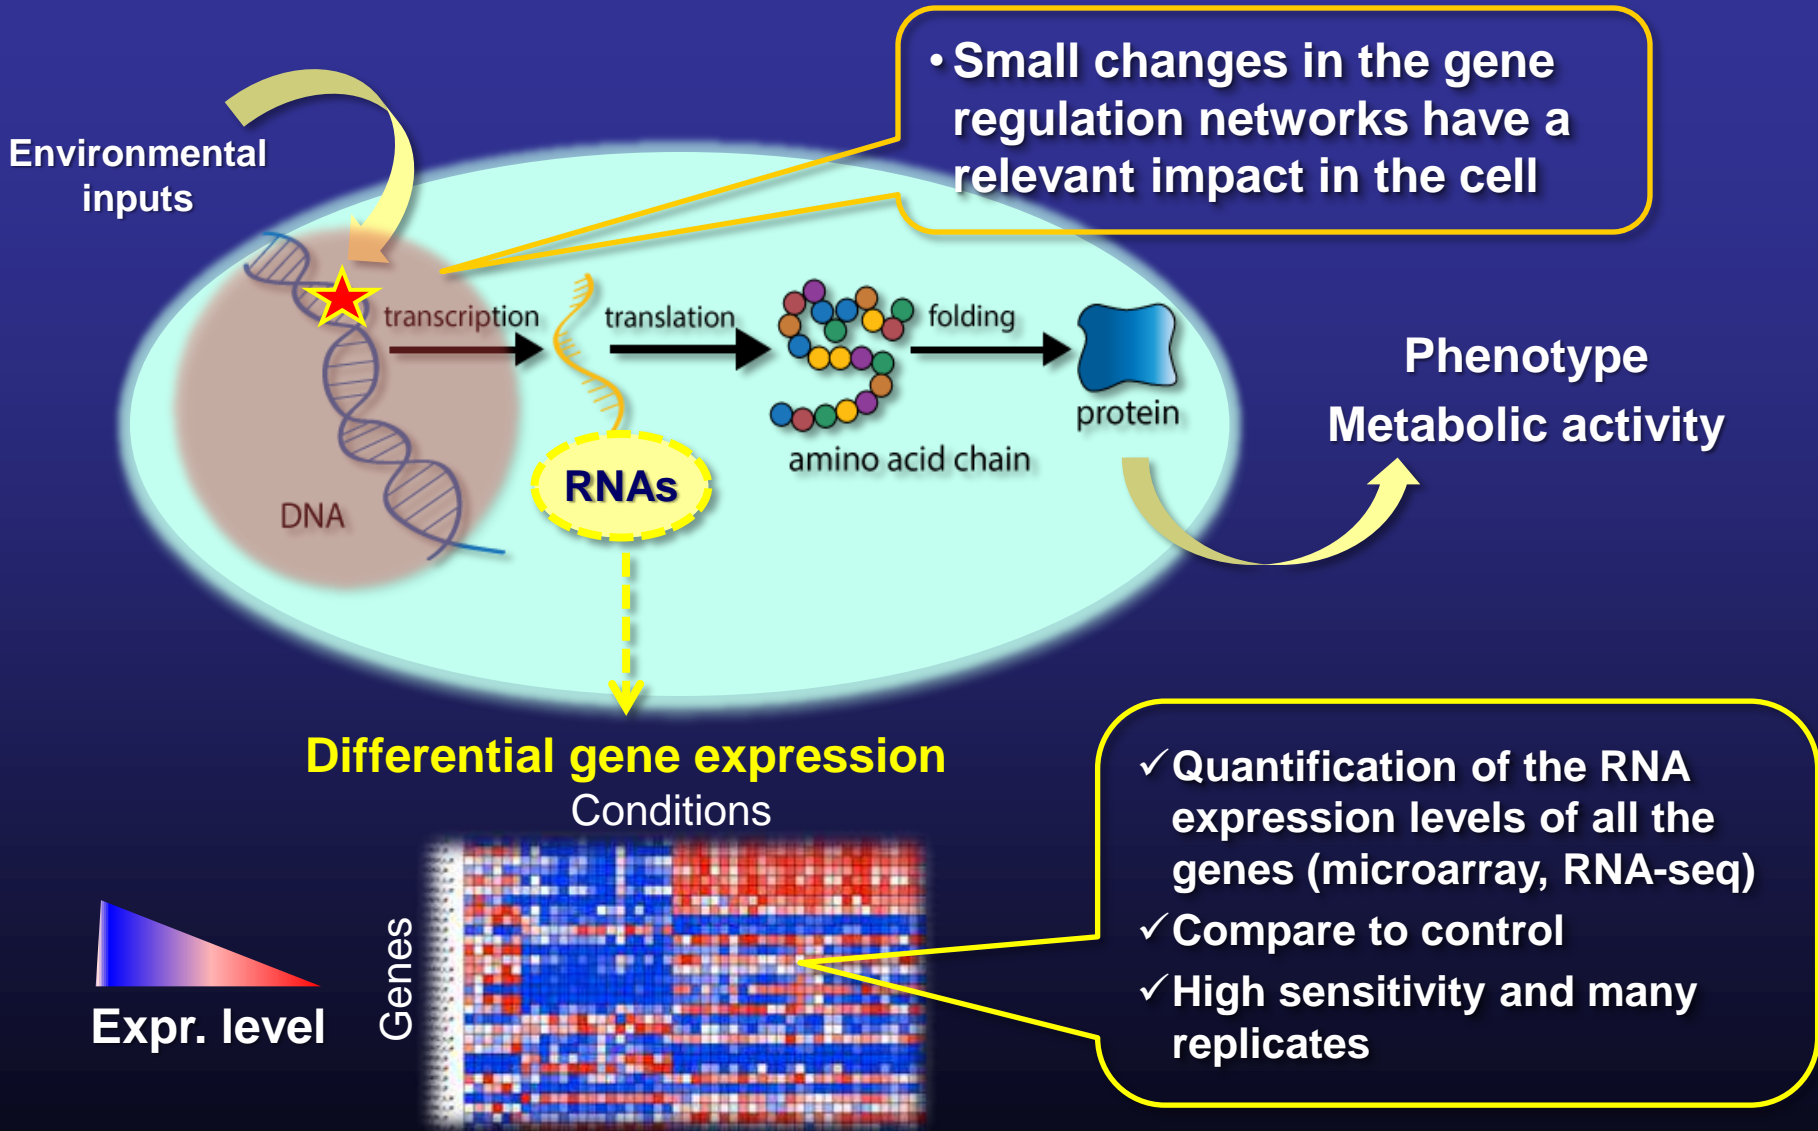 • Small changes in the gene
regulation networks have a
relevant impact in the cell
Environmental
inputs
transcription
translation
folding
DNA
RNAs
amino acid chain
protein
Phenotype
Metabolic activity
Differential gene expression
Conditions
Genes
Expr. level
✓Quantification of the RNA
expression levels of all the
genes (microarray, RNA-seq)
✓Compare to control
✓High sensitivity and many
replicates